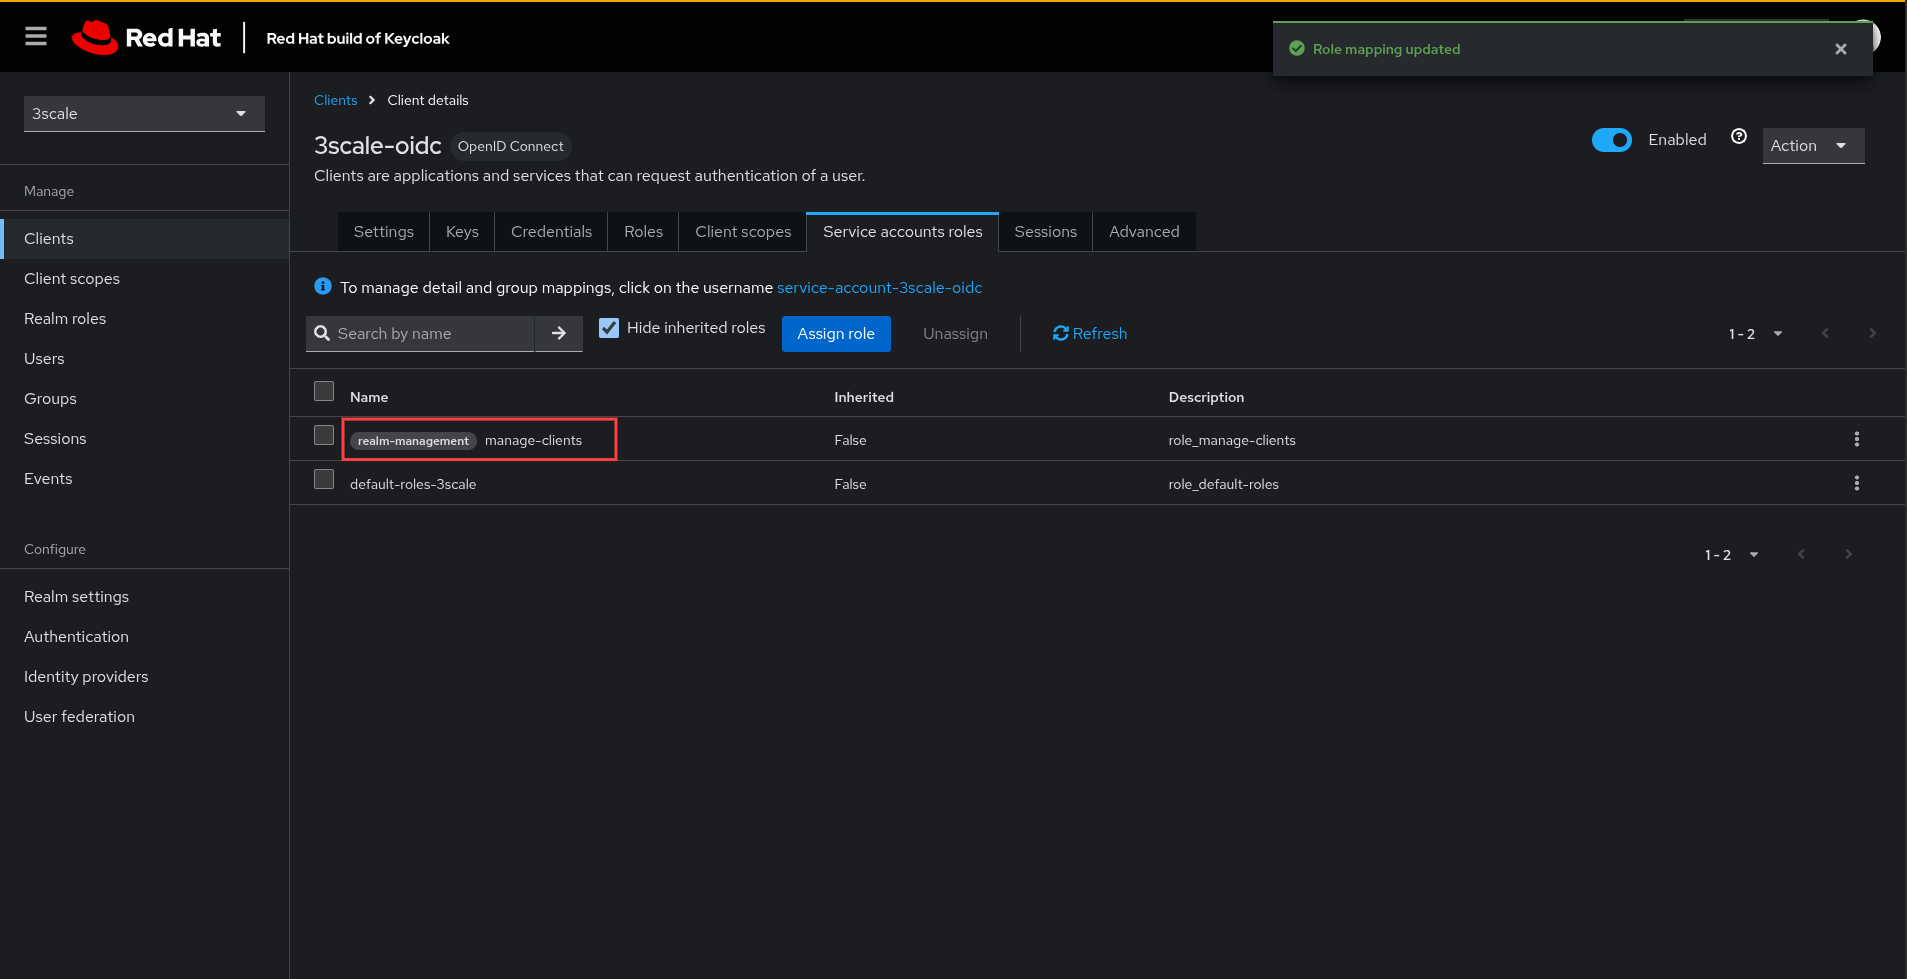 Red Hat
Red Hat build of Keycloak
Role mapping updated
3scale
Manage
Clients
Client scopes
Realm roles
Users
Groups
Sessions
Events
Configure
Realm settings
Authentication
Identity providers
User federation
Clients > Client details
3scale-oidc OpenID Connect
Enabled
Action
Clients are applications and services that can request authentication of a user.
Settings Keys Credentials Roles Client scopes Service accounts roles Sessions Advanced
To manage detail and group mappings, click on the username service-account-3scale-oidc
Search by name Hide inherited roles Assign role Unassign Refresh 1 - 2
Name Inherited Description
realm-management manage-clients False role_manage-clients
default-roles-3scale False role_default-roles
1 - 2